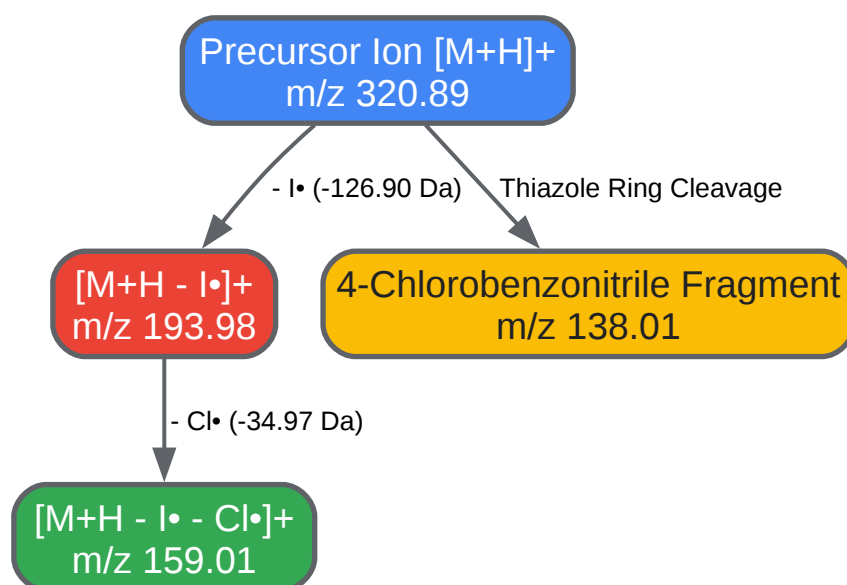 Precursor Ion [M+H]+
m/z 320.89
- I• (-126.90 Da)
Thiazole Ring Cleavage
[M+H - I•]+
m/z 193.98
4-Chlorobenzonitrile Fragment
m/z 138.01
- Cl• (-34.97 Da)
[M+H - I• - Cl•]+
m/z 159.01